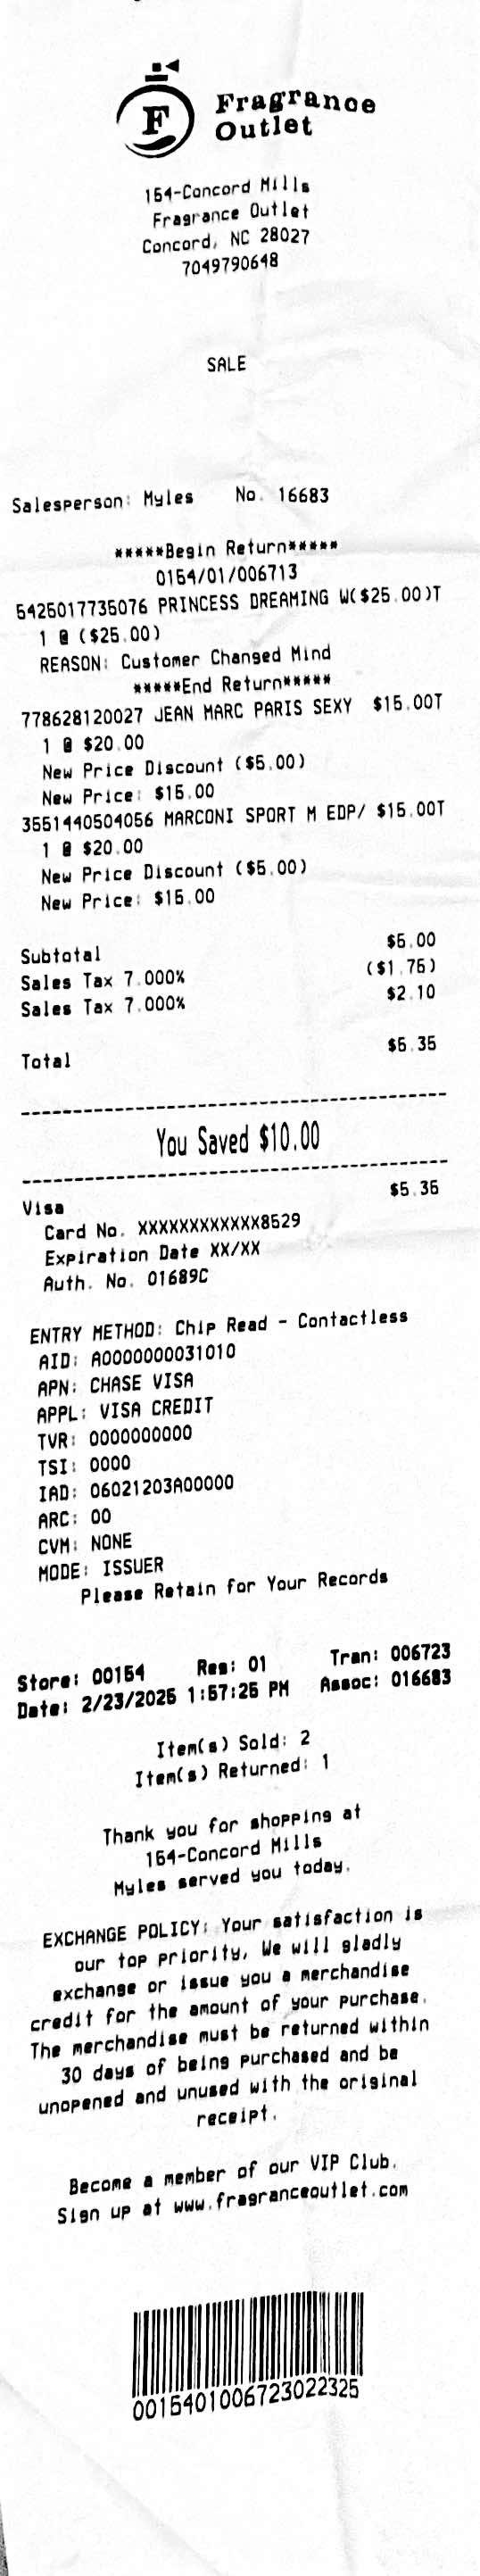 F
Fragrance
Outlet
154-Concord Mills
Fragrance Outlet
Concord, NC 28027
7049790648
SALE
Salesperson: Myles No. 16683
*****Begin Return*****
0154/01/006713
5425017735076 PRINCESS DREAMING W($25.00)T
1 @ ($25.00)
REASON: Customer Changed Mind
*****End Return*****
778628120027 JEAN MARC PARIS SEXY $15.00T
1 @ $20.00
New Price Discount ($5.00)
New Price: $15.00
3551440504056 MARCONI SPORT M EDP/ $15.00T
1 @ $20.00
New Price Discount ($5.00)
New Price: $15.00
Subtotal $5.00
Sales Tax 7.000% ($1.75)
Sales Tax 7.000% $2.10
Total $5.35
You Saved $10.00
Visa $5.35
Card No. XXXXXXXXXXXX8529
Expiration Date XX/XX
Auth. No. 01689C
ENTRY METHOD: Chip Read - Contactless
AID: A0000000031010
APN: CHASE VISA
APPL: VISA CREDIT
TVR: 0000000000
TSI: 0000
IAD: 06021203A00000
ARC: 00
CVM: NONE
MODE: ISSUER
Please Retain for Your Records
Store: 00154 Reg: 01 Tran: 006723
Date: 2/23/2025 1:57:25 PM Assoc: 016683
Item(s) Sold: 2
Item(s) Returned: 1
Thank you for shopping at
154-Concord Mills
Myles served you today.
EXCHANGE POLICY: Your satisfaction is
our top priority, We will gladly
exchange or issue you a merchandise
credit for the amount of your purchase.
The merchandise must be returned within
30 days of being purchased and be
unopened and unused with the original
receipt.
Become a member of our VIP Club.
Sign up at www.fragranceoutlet.com
0015401006723022325